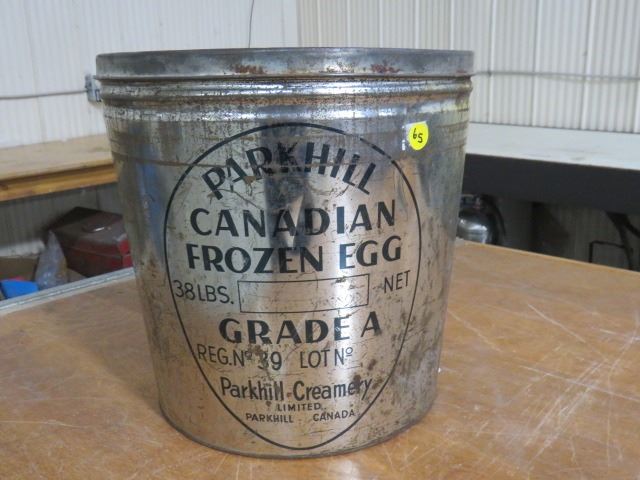 65
PARKHILL
CANADIAN
FROZEN EGG
38 LBS. NET
GRADE A
REG. Nº 39 LOT Nº
Parkhill Creamery
LIMITED
PARKHILL CANADA